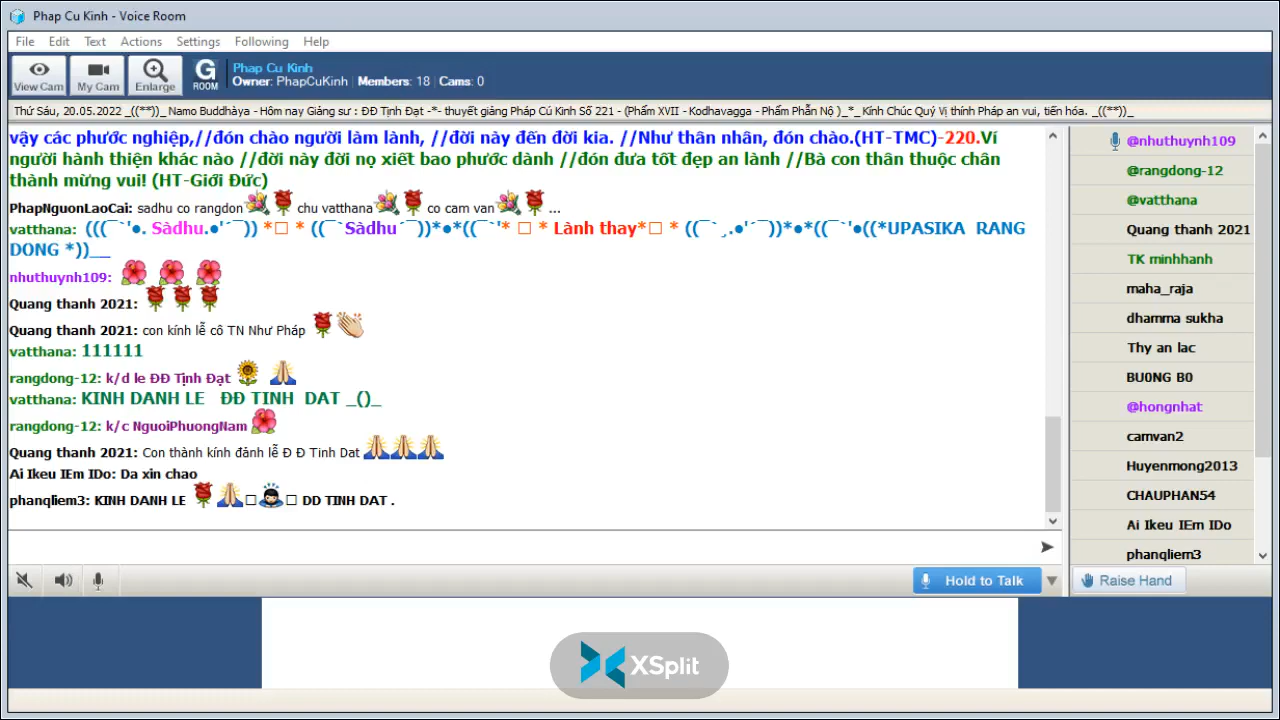 Phap Cu Kinh - Voice Room
File Edit Text Actions Settings Following Help
View Cam My Cam Enlarge G ROOM
Phap Cu Kinh
Owner: PhapCuKinh | Members: 18 | Cams: 0
Thứ Sáu, 20.05.2022 _((**))_ Namo Buddhàya - Hôm nay Giảng sư : ĐĐ Tịnh Đạt -*- thuyết giảng Pháp Cú Kinh Số 221 - (Phẩm XVII - Kodhavagga - Phẩm Phẫn Nộ )_*_ Kính Chúc Quý Vị thính Pháp an vui, tiến hóa. _((**))_
vậy các phước nghiệp,//đón chào người làm lành, //đời này đến đời kia. //Như thân nhân, đón chào.(HT-TMC)-220.Ví
người hành thiện khác nào //đời này đời nọ xiết bao phước dành //đón đưa tốt đẹp an lành //Bà con thân thuộc chân
thành mừng vui! (HT-Giới Đức)
PhapNguonLaoCai: sadhu co rangdon chu vatthana co cam van ...
vatthana: (((¯`'●. Sàdhu.●'´¯)) *□ * ((¯`Sàdhu´¯))*●*((¯`'* □ * Lành thay*□ * ((¯`¸.●'´¯))*●*((¯`'●((*UPASIKA RANG
DONG *))__
nhuthuynh109:
Quang thanh 2021:
Quang thanh 2021: con kính lễ cô TN Như Pháp
vatthana: 111111
rangdong-12: k/d le ĐĐ Tịnh Đạt
vatthana: KINH DANH LE ĐĐ TINH DAT _()_
rangdong-12: k/c NguoiPhuongNam
Quang thanh 2021: Con thành kính đảnh lễ Đ Đ Tinh Dat
Ai Ikeu IEm IDo: Da xin chao
phanqliem3: KINH DANH LE □ □ DD TINH DAT .
@nhuthuynh109
@rangdong-12
@vatthana
Quang thanh 2021
TK minhhanh
maha_raja
dhamma sukha
Thy an lac
BU0NG B0
@hongnhat
camvan2
Huyenmong2013
CHAUPHAN54
Ai Ikeu IEm IDo
phanqliem3
Hold to Talk
Raise Hand
XSplit